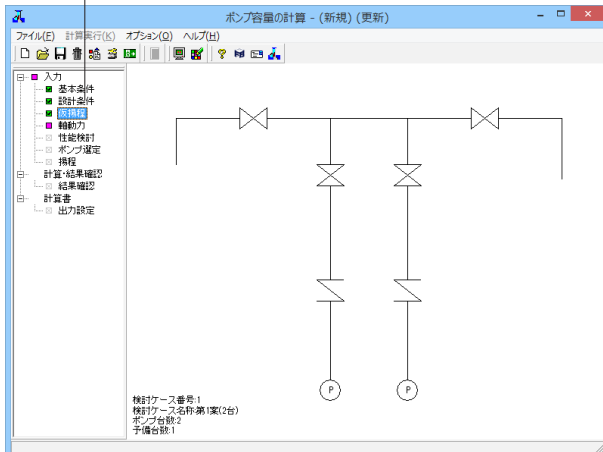 ポンプ容量の計算 - (新規) (更新)
ファイル(F) 計算実行(K) オプション(O) ヘルプ(H)
入力
基本条件
設計条件
仮揚程
軸動力
性能検討
ポンプ選定
揚程
計算・結果確認
結果確認
計算書
出力設定
P P
検討ケース番号:1
検討ケース名称:第1案(2台)
ポンプ台数:2
予備台数:1